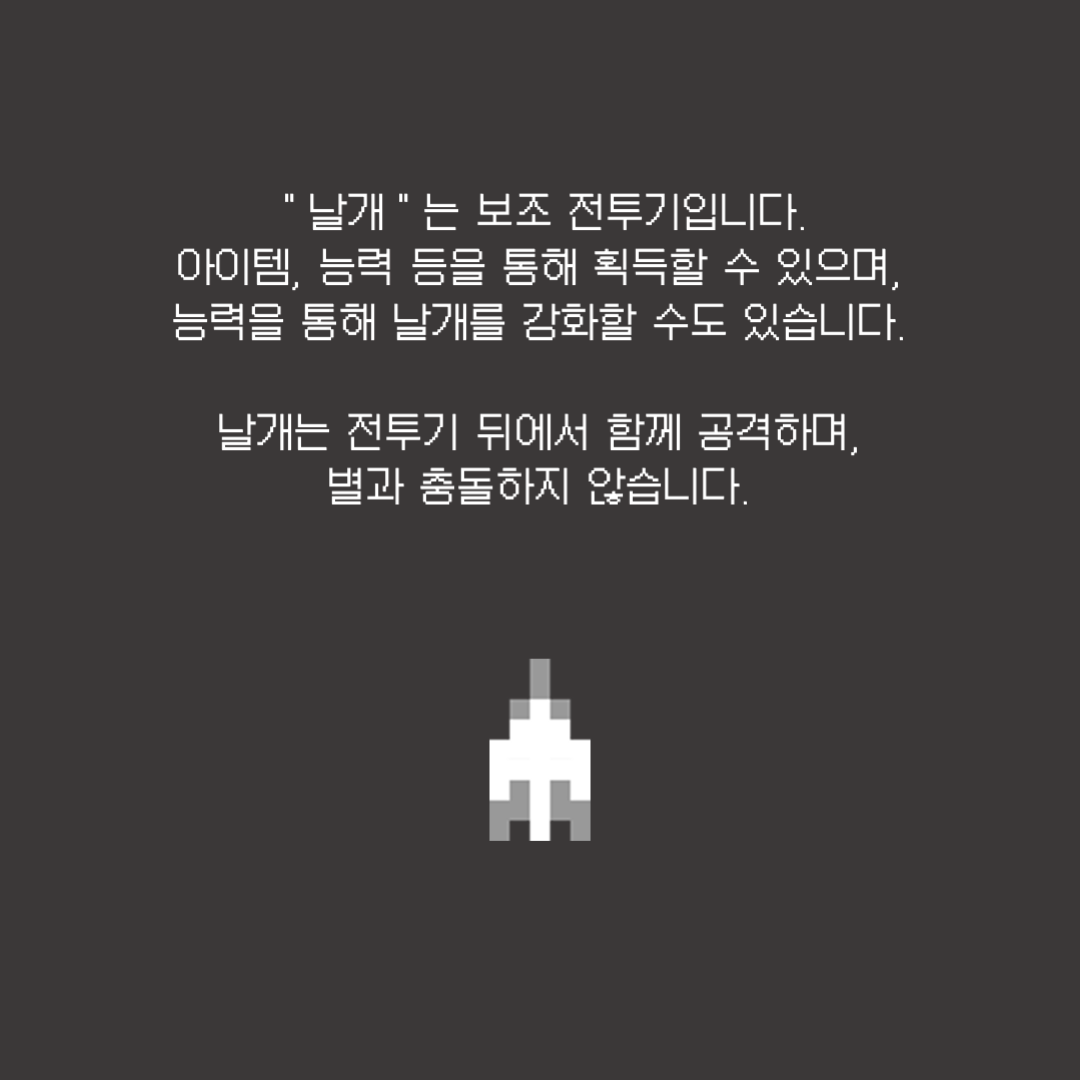 " 날개 " 는 보조 전투기입니다.
아이템, 능력 등을 통해 획득할 수 있으며,
능력을 통해 날개를 강화할 수도 있습니다.
날개는 전투기 뒤에서 함께 공격하며,
별과 충돌하지 않습니다.